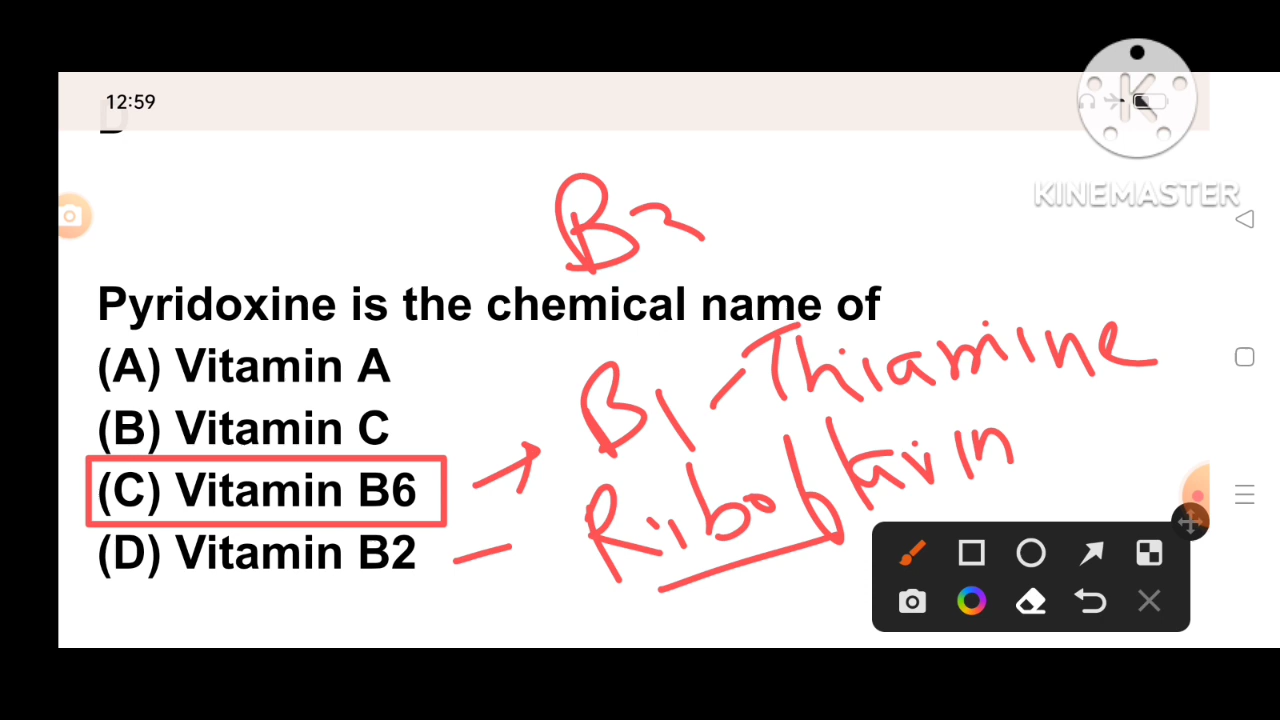 12:59
D
KINEMASTER
B2
Pyridoxine is the chemical name of
(A) Vitamin A
(B) Vitamin C
B1 - Thiamine
(C) Vitamin B6
(D) Vitamin B2 - Riboflavin